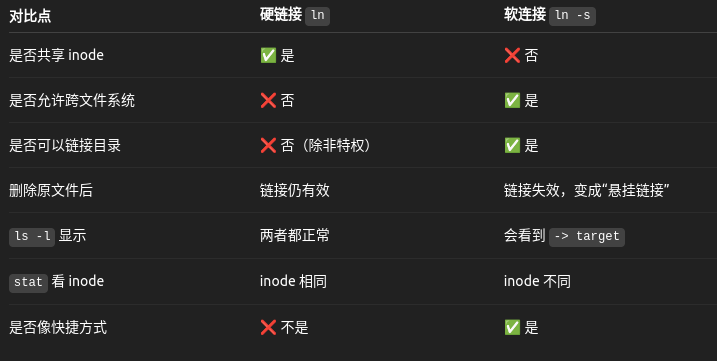 对比点 硬链接 ln 软连接 ln -s
是否共享 inode ✅ 是 ❌ 否
是否允许跨文件系统 ❌ 否 ✅ 是
是否可以链接目录 ❌ 否（除非特权） ✅ 是
删除原文件后 链接仍有效 链接失效，变成“悬挂链接”
ls -l 显示 两者都正常 会看到 -> target
stat 看 inode inode 相同 inode 不同
是否像快捷方式 ❌ 不是 ✅ 是